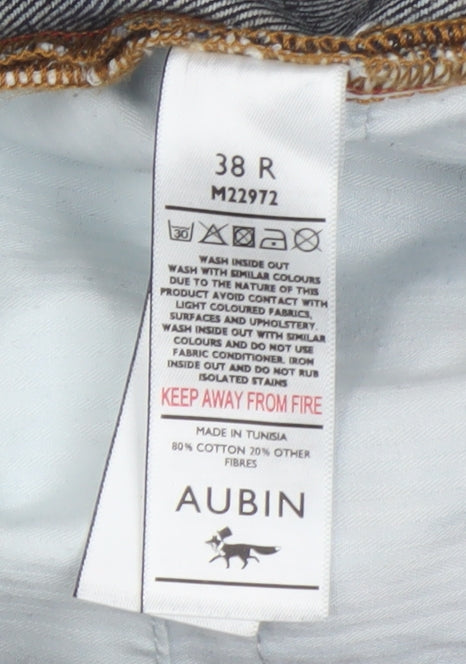 38 R
M22972
30
WASH INSIDE OUT
WASH WITH SIMILAR COLOURS
DUE TO THE NATURE OF THIS
PRODUCT AVOID CONTACT WITH
LIGHT COLOURED FABRICS,
SURFACES AND UPHOLSTERY.
WASH INSIDE OUT WITH SIMILAR
COLOURS AND DO NOT USE
FABRIC CONDITIONER. IRON
INSIDE OUT AND DO NOT RUB
ISOLATED STAINS
KEEP AWAY FROM FIRE
MADE IN TUNISIA
80% COTTON 20% OTHER
FIBRES
AUBIN